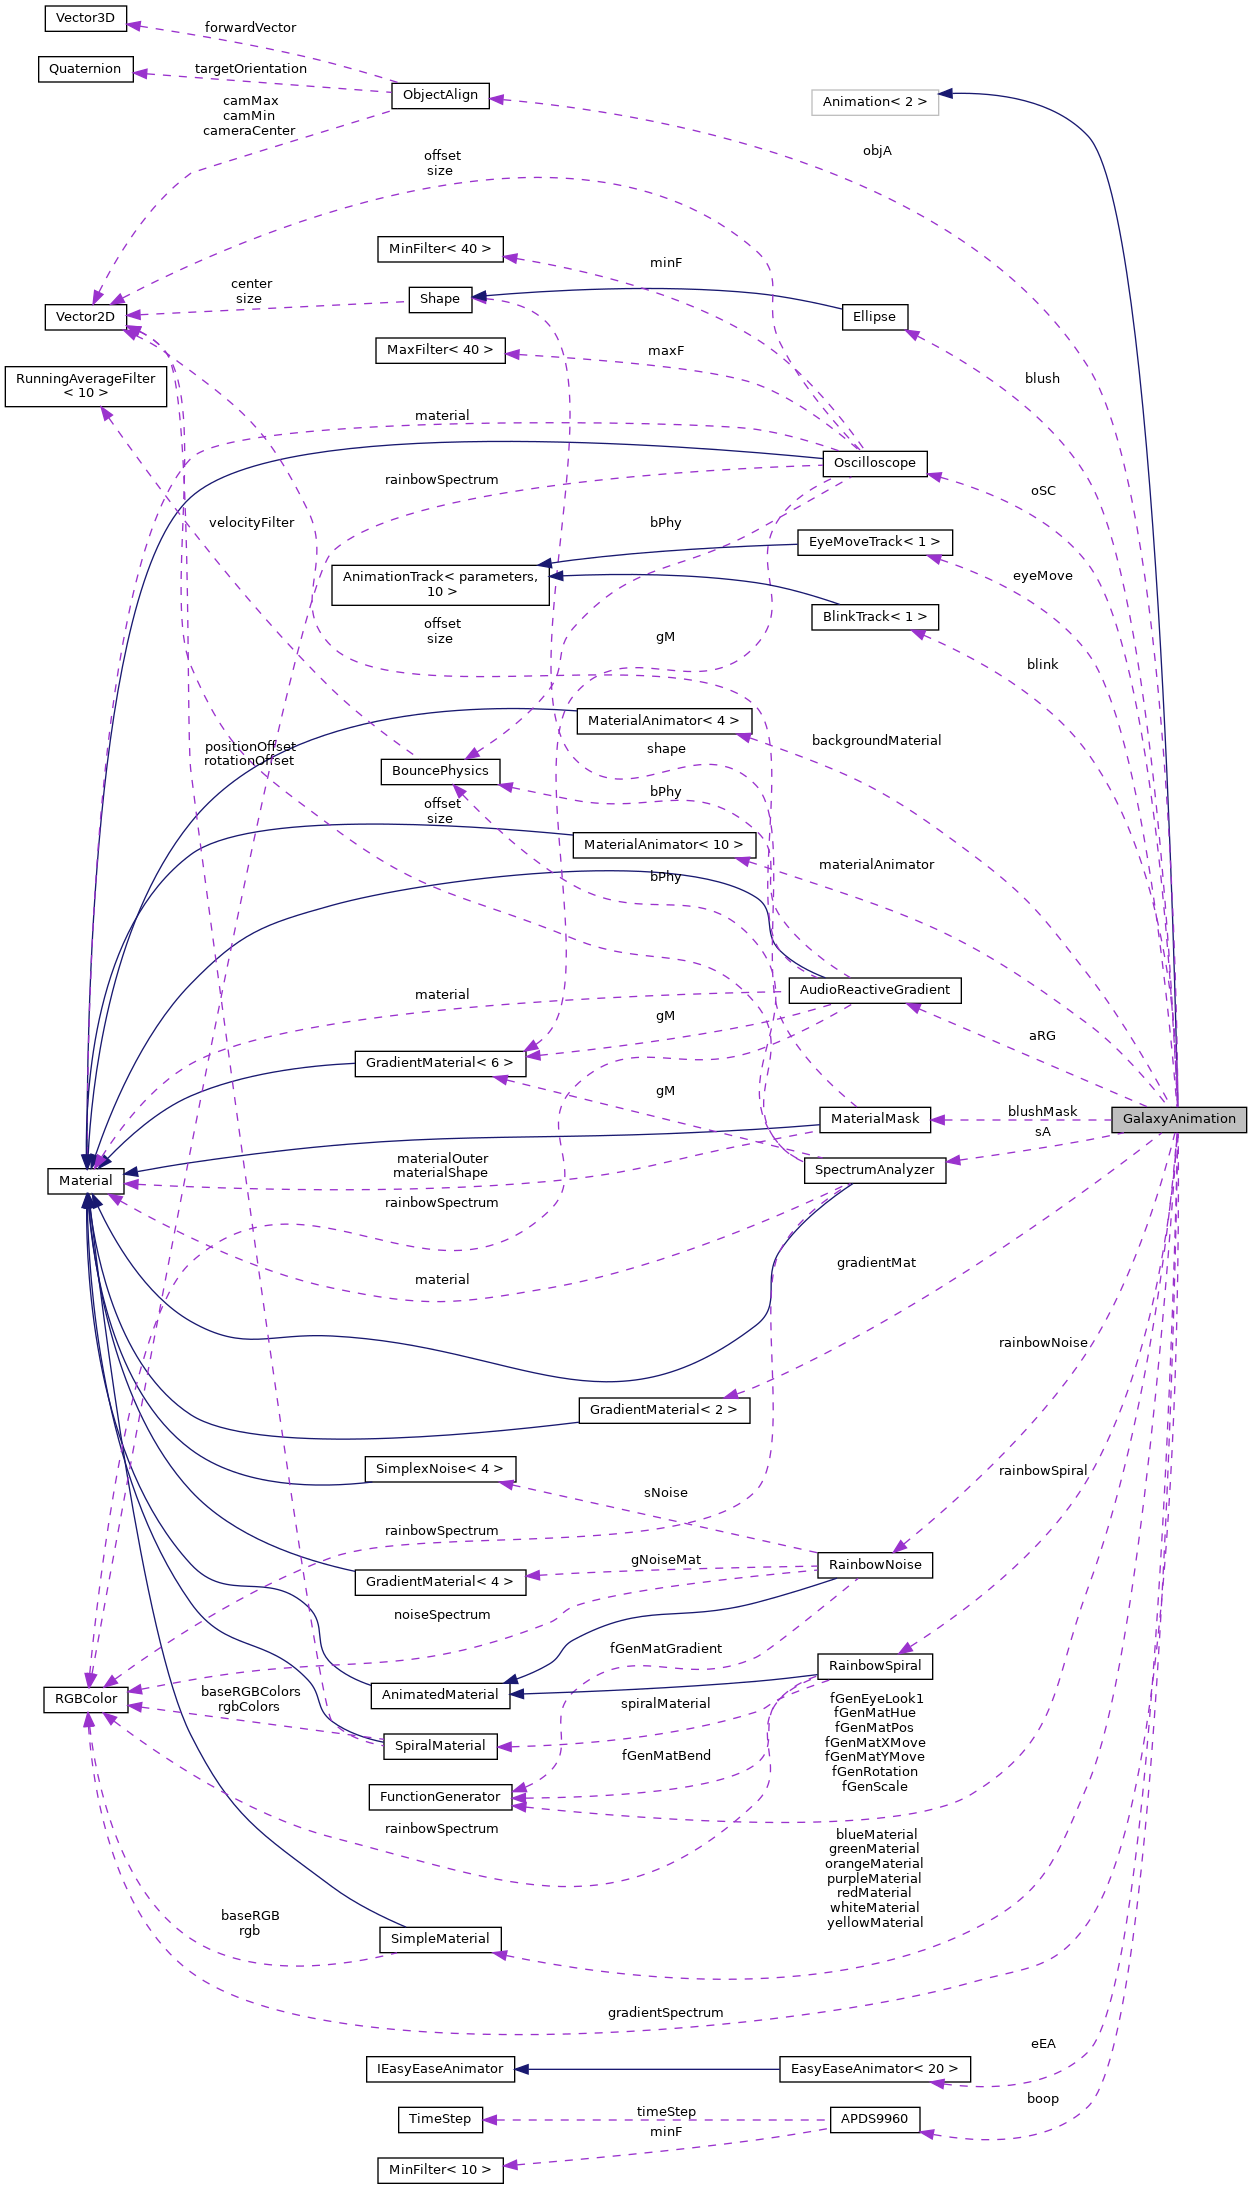 Vector3D
forwardVector
Quaternion
targetOrientation
ObjectAlign
Animation< 2 >
camMax
camMin
cameraCenter
objA
offset
size
MinFilter< 40 >
minF
center
size
Shape
Vector2D
Ellipse
MaxFilter< 40 >
maxF
RunningAverageFilter
< 10 >
blush
material
Oscilloscope
rainbowSpectrum
oSC
velocityFilter
bPhy
EyeMoveTrack< 1 >
AnimationTrack< parameters,
10 >
eyeMove
BlinkTrack< 1 >
offset
size
gM
blink
MaterialAnimator< 4 >
backgroundMaterial
positionOffset
rotationOffset
shape
BouncePhysics
bPhy
offset
size
MaterialAnimator< 10 >
materialAnimator
bPhy
AudioReactiveGradient
material
gM
aRG
GradientMaterial< 6 >
gM
blushMask
MaterialMask
GalaxyAnimation
sA
materialOuter
materialShape
SpectrumAnalyzer
Material
rainbowSpectrum
gradientMat
material
rainbowNoise
GradientMaterial< 2 >
SimplexNoise< 4 >
rainbowSpiral
sNoise
rainbowSpectrum
gNoiseMat
RainbowNoise
GradientMaterial< 4 >
noiseSpectrum
fGenMatGradient
RainbowSpiral
baseRGBColors
rgbColors
RGBColor
AnimatedMaterial
spiralMaterial
fGenEyeLook1
fGenMatHue
fGenMatPos
fGenMatXMove
fGenMatYMove
fGenRotation
fGenScale
SpiralMaterial
fGenMatBend
FunctionGenerator
rainbowSpectrum
blueMaterial
greenMaterial
orangeMaterial
purpleMaterial
redMaterial
whiteMaterial
yellowMaterial
baseRGB
rgb
SimpleMaterial
gradientSpectrum
eEA
IEasyEaseAnimator
EasyEaseAnimator< 20 >
boop
timeStep
TimeStep
APDS9960
minF
MinFilter< 10 >